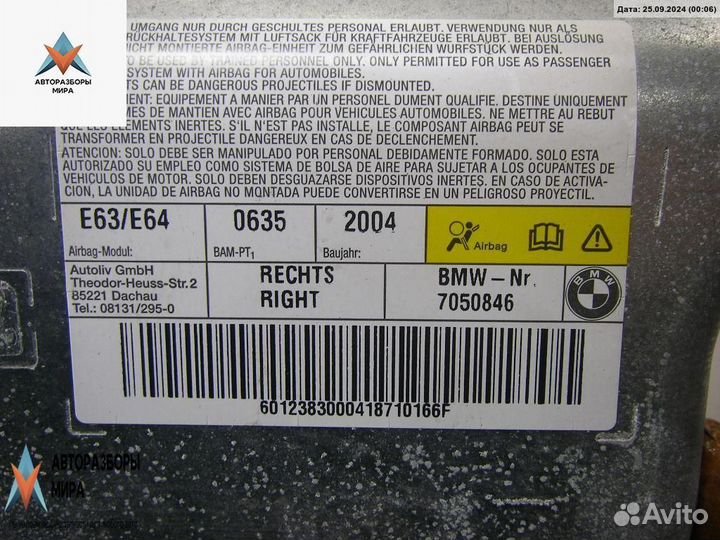 Дата: 25.09.2024 (00:06)
UMGANG NUR DURCH GESCHULTES PERSONAL ERLAUBT. VERWENDUNG NUR ALS
RÜCKHALTESYSTEM MIT LUFTSACK FÜR KRAFTFAHRZEUGE ERLAUBT. BEI AUSLÖSUNG
NICHT MONTIERTE AIRBAG-EINHEIT ZUM GEFÄHRLICHEN WURFSTÜCK WERDEN.
TO BE USED BY TRAINED PERSONNEL ONLY. ONLY PERMITTED FOR USE AS PASSENGER
SYSTEM WITH AIRBAG FOR AUTOMOBILES.
RTS CAN BE DANGEROUS PROJECTILES IF DISMOUNTED.
EMENT: EQUIPEMENT A MANIER PAR UN PERSONEL DUMENT QUALIFIE. DESTINE UNIQUEMENT
MES DE MANTIEN AVEC AIRBAG POUR VEHICULES AUTOMOBILES. NE METTRE AU REBUT
QUE LES ELEMENTS INERTES. S'IL N'EST PAS INSTALLE, LE COMPOSANT AIRBAG PEUT SE
TRANSFORMER EN PROJECTILE DANGEREUX EN CAS DE DECLENCHEMENT.
ATENCION: SOLO DEBE SER MANIPULADO POR PERSONAL DEBIDAMENTE FORMADO. SOLO ESTA
AUTORIZADO SU EMPLEO COMO SISTEMA DE BOLSA DE AIRE PARA SUJETAR A LOS OCUPANTES DE
VEHICULOS DE MOTOR. SOLO DEBEN DESGUAZARSE DISPOSITIVOS INERTES. EN CASO DE ACTIVA-
CION, LA UNIDAD DE AIRBAG NO MONTADA PUEDE CONVERTIRSE EN UN PELIGROSO PROYECTIL.
E63/E64 0635 2004
Airbag-Modul: BAM-PT1 Baujahr: Airbag
Autoliv GmbH
Theodor-Heuss-Str.2
85221 Dachau
Tel.: 08131/295-0
RECHTS
RIGHT
BMW-Nr.
7050846
BMW
6012383000418710166F
АВТОРАЗБОРЫ
МИРА
АВТОРАЗБОРЫ
МИРА
Avito